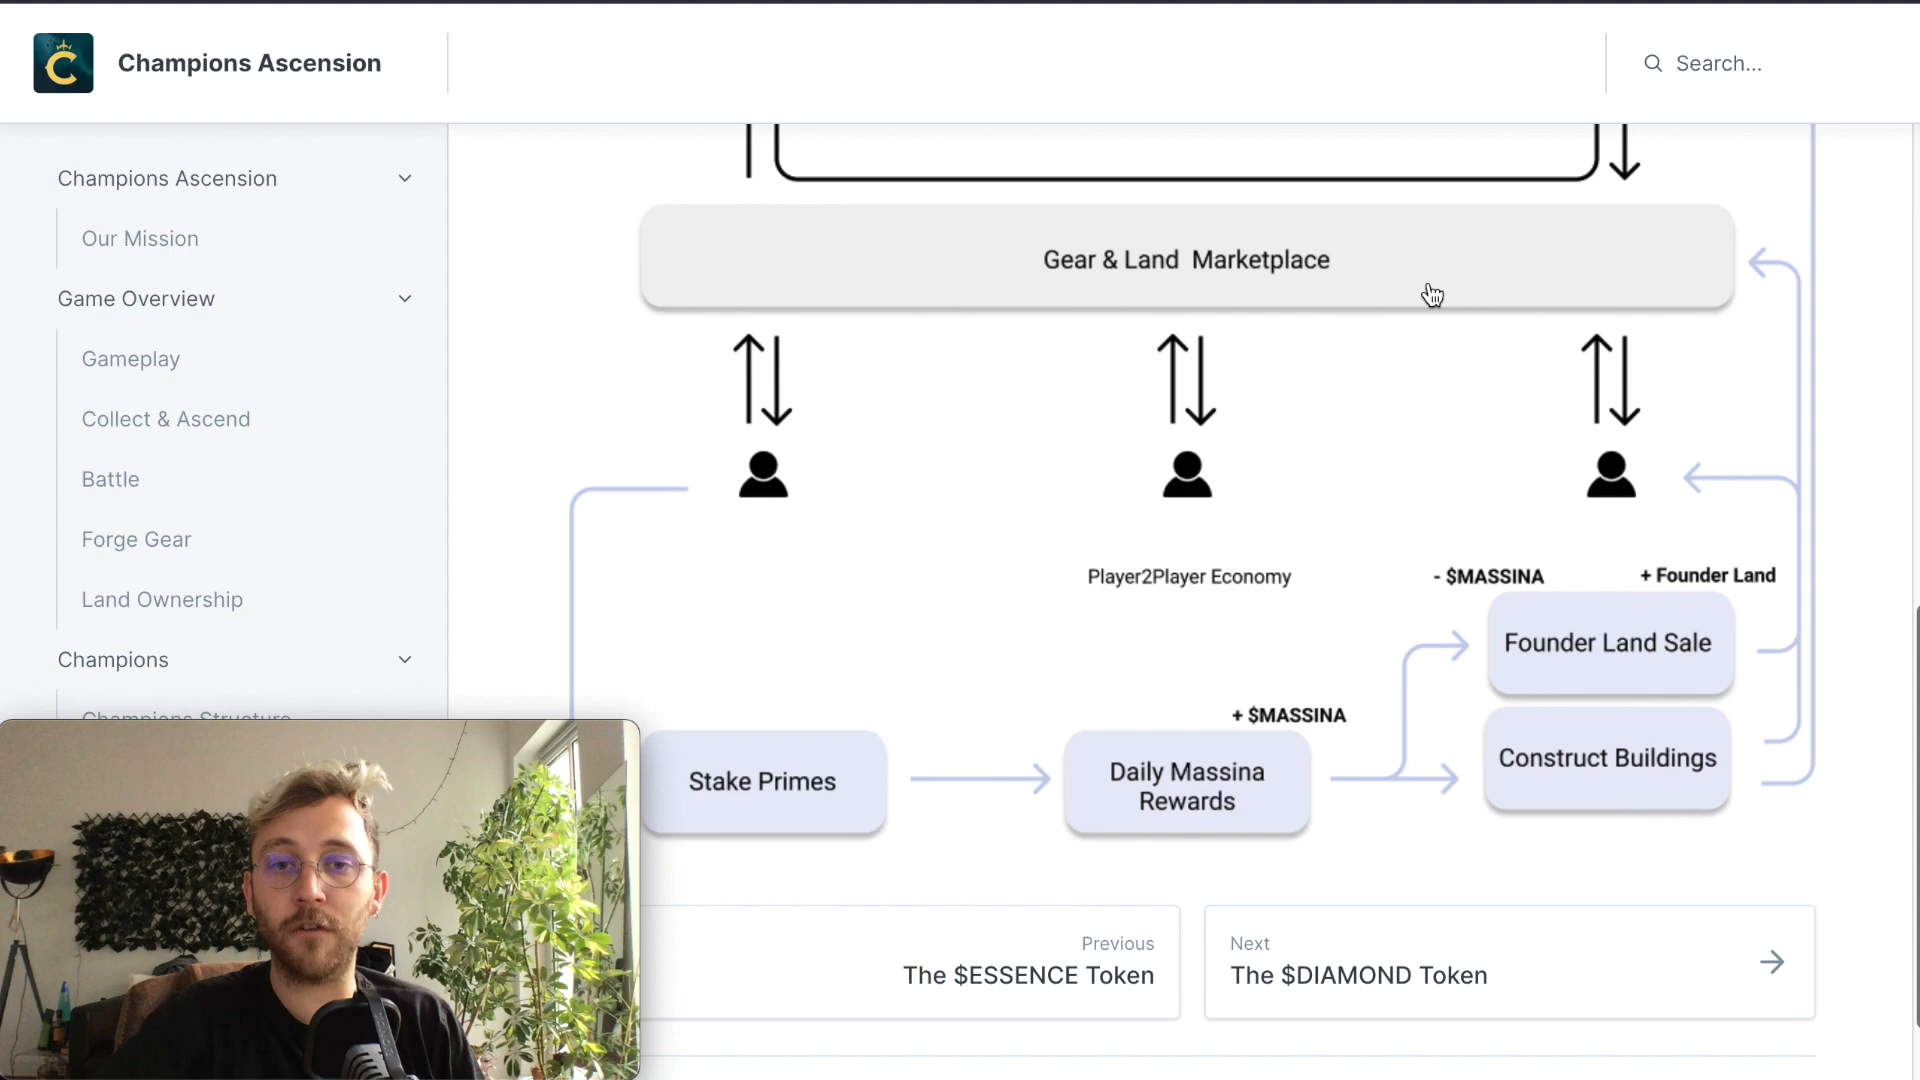 Champions Ascension
Search...
Champions Ascension
Our Mission
Game Overview
Gameplay
Collect & Ascend
Battle
Forge Gear
Land Ownership
Champions
Champions Structure
Gear & Land Marketplace
Player2Player Economy
- $MASSINA
+ Founder Land
Founder Land Sale
+ $MASSINA
Construct Buildings
Stake Primes
Daily Massina
Rewards
Previous
The $ESSENCE Token
Next
The $DIAMOND Token